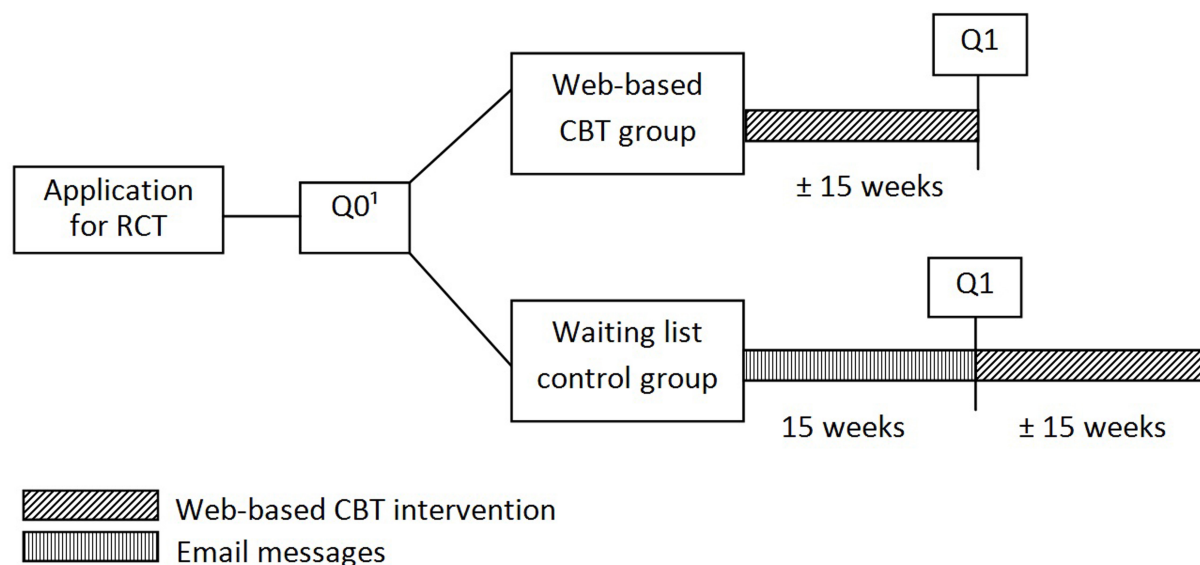 Q1
Web-based
CBT group
± 15 weeks
Application
for RCT
Q0¹
Q1
Waiting list
control group
15 weeks
± 15 weeks
Web-based CBT intervention
Email messages